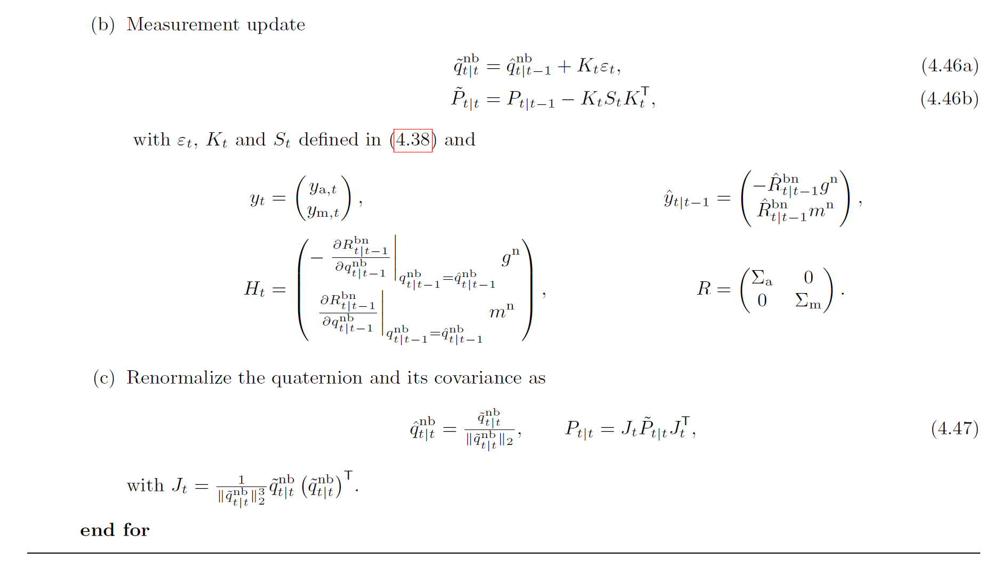 (b) Measurement update
$\tilde{q}^{\text{nb}}_{t|t} = \hat{q}^{\text{nb}}_{t|t-1} + K_t \varepsilon_t,$ (4.46a)
$\tilde{P}_{t|t} = P_{t|t-1} - K_t S_t K_t^{\mathsf{T}},$ (4.46b)
with $\varepsilon_t$, $K_t$ and $S_t$ defined in (4.38) and
$y_t = \begin{pmatrix} y_{\text{a},t} \\ y_{\text{m},t} \end{pmatrix},$ $\hat{y}_{t|t-1} = \begin{pmatrix} -\hat{R}^{\text{bn}}_{t|t-1} g^{\text{n}} \\ \hat{R}^{\text{bn}}_{t|t-1} m^{\text{n}} \end{pmatrix},$
$H_t = \begin{pmatrix} -\left.\frac{\partial R^{\text{bn}}_{t|t-1}}{\partial q^{\text{nb}}_{t|t-1}}\right|_{q^{\text{nb}}_{t|t-1} = \hat{q}^{\text{nb}}_{t|t-1}} g^{\text{n}} \\ \left.\frac{\partial R^{\text{bn}}_{t|t-1}}{\partial q^{\text{nb}}_{t|t-1}}\right|_{q^{\text{nb}}_{t|t-1} = \hat{q}^{\text{nb}}_{t|t-1}} m^{\text{n}} \end{pmatrix},$ $R = \begin{pmatrix} \Sigma_{\text{a}} & 0 \\ 0 & \Sigma_{\text{m}} \end{pmatrix}.$
(c) Renormalize the quaternion and its covariance as
$\hat{q}^{\text{nb}}_{t|t} = \frac{\tilde{q}^{\text{nb}}_{t|t}}{\|\tilde{q}^{\text{nb}}_{t|t}\|_2},$ $P_{t|t} = J_t \tilde{P}_{t|t} J_t^{\mathsf{T}},$ (4.47)
with $J_t = \frac{1}{\|\tilde{q}^{\text{nb}}_{t|t}\|_2^3} \tilde{q}^{\text{nb}}_{t|t} \left(\tilde{q}^{\text{nb}}_{t|t}\right)^{\mathsf{T}}.$
end for